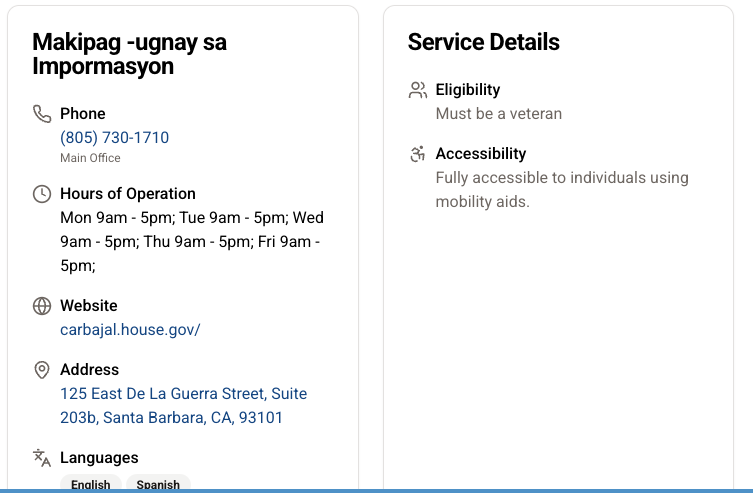 Makipag -ugnay sa
Impormasyon
Phone
(805) 730-1710
Main Office
Hours of Operation
Mon 9am - 5pm; Tue 9am - 5pm; Wed
9am - 5pm; Thu 9am - 5pm; Fri 9am -
5pm;
Website
carbajal.house.gov/
Address
125 East De La Guerra Street, Suite
203b, Santa Barbara, CA, 93101
Languages
English Spanish
Service Details
Eligibility
Must be a veteran
Accessibility
Fully accessible to individuals using
mobility aids.